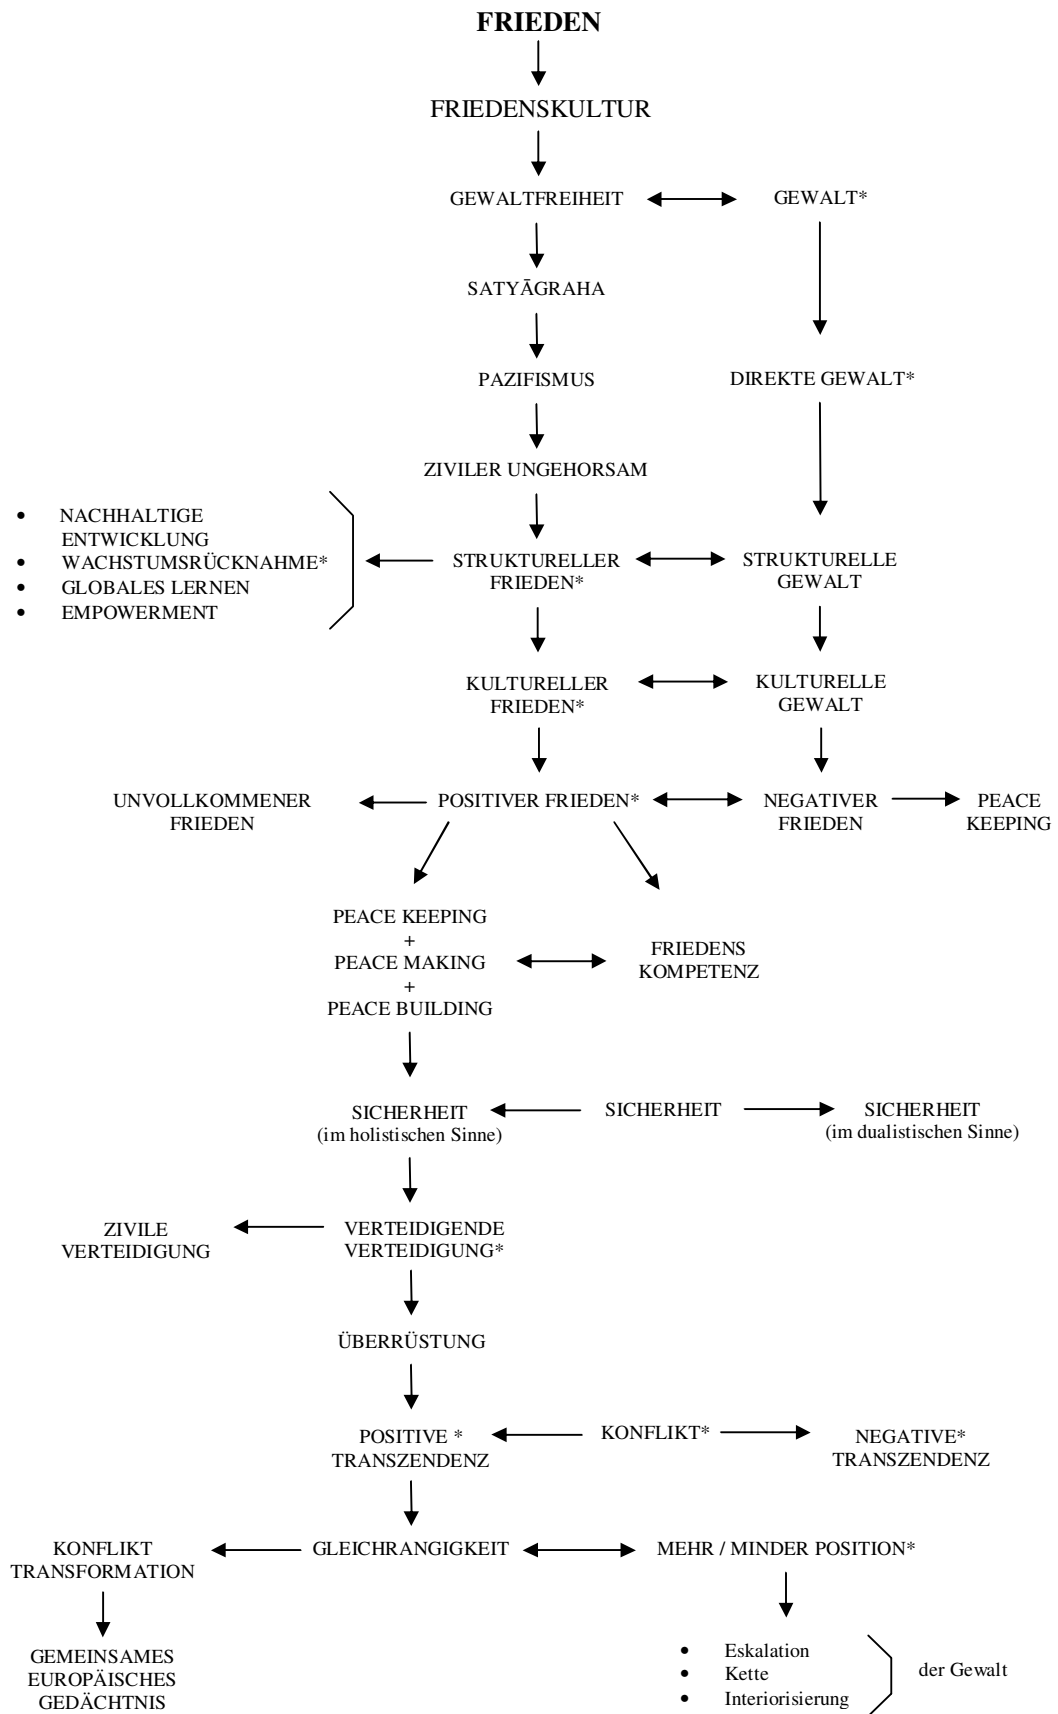 FRIEDEN
FRIEDENSKULTUR
GEWALTFREIHEIT
GEWALT*
SATYĀGRAHA
PAZIFISMUS
DIREKTE GEWALT*
ZIVILER UNGEHORSAM
• NACHHALTIGE
ENTWICKLUNG
• WACHSTUMSRÜCKNAHME*
• GLOBALES LERNEN
• EMPOWERMENT
STRUKTURELLER
FRIEDEN*
STRUKTURELLE
GEWALT
KULTURELLER
FRIEDEN*
KULTURELLE
GEWALT
UNVOLLKOMMENER
FRIEDEN
POSITIVER FRIEDEN*
NEGATIVER
FRIEDEN
PEACE
KEEPING
PEACE KEEPING
+
PEACE MAKING
+
PEACE BUILDING
FRIEDENS
KOMPETENZ
SICHERHEIT
(im holistischen Sinne)
SICHERHEIT
SICHERHEIT
(im dualistischen Sinne)
ZIVILE
VERTEIDIGUNG
VERTEIDIGENDE
VERTEIDIGUNG*
ÜBERRÜSTUNG
POSITIVE *
TRANSZENDENZ
KONFLIKT*
NEGATIVE*
TRANSZENDENZ
KONFLIKT
TRANSFORMATION
GLEICHRANGIGKEIT
MEHR / MINDER POSITION*
GEMEINSAMES
EUROPÄISCHES
GEDÄCHTNIS
• Eskalation
• Kette
• Interiorisierung
der Gewalt